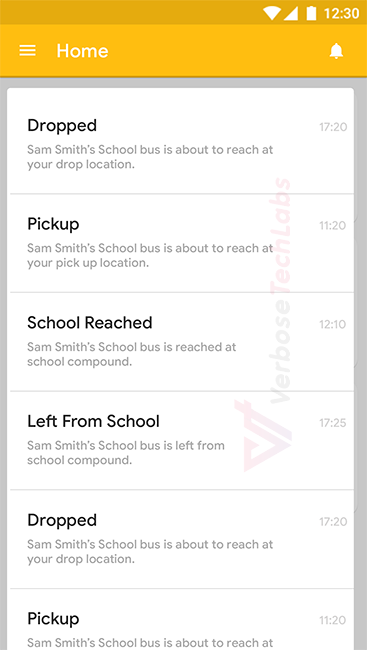 12:30
Home
Dropped 17:20
Sam Smith's School bus is about to reach at
your drop location.
Pickup 11:20
Sam Smith's School bus is about to reach at
your pick up location.
School Reached 12:10
Sam Smith's School bus is reached at
school compound.
Left From School 17:25
Sam Smith's School bus is left from
school compound.
Dropped 17:20
Sam Smith's School bus is about to reach at
your drop location.
Pickup 11:20
Sam Smith's School bus is about to reach at
VerboseTechLabs